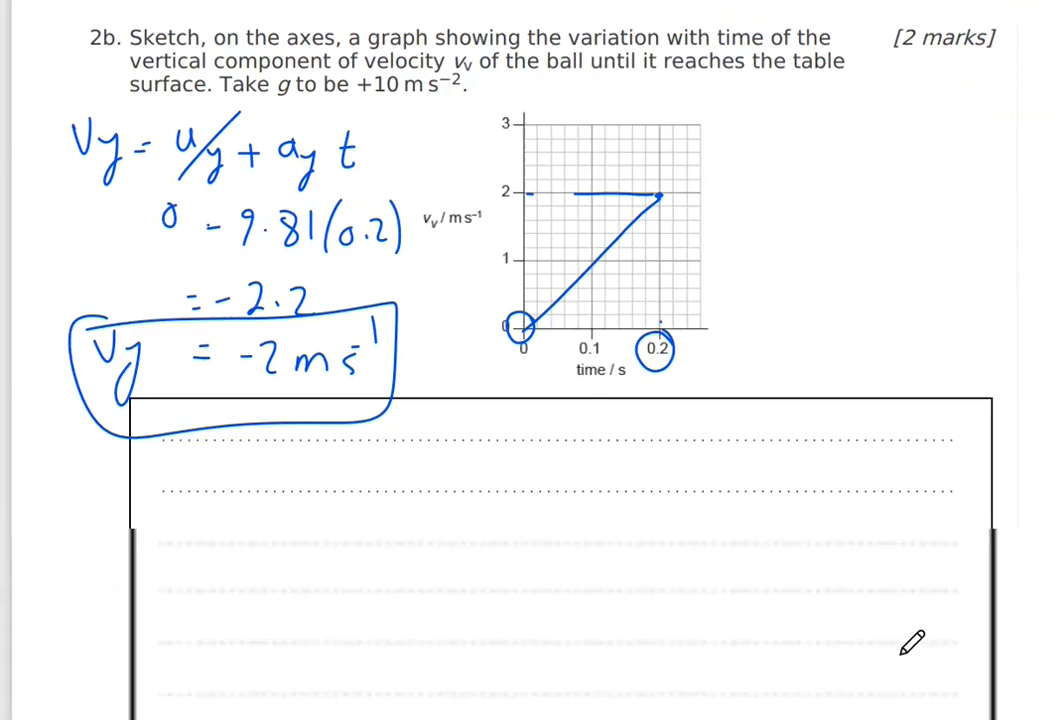 2b. Sketch, on the axes, a graph showing the variation with time of the [2 marks]
vertical component of velocity vv of the ball until it reaches the table
surface. Take g to be +10 m s−2.
Vy = uy + ay t
0 - 9.81(0.2)
= -2.2
Vy = -2 m s-1
3
2
vv / m s-1
1
0
0 0.1 0.2
time / s